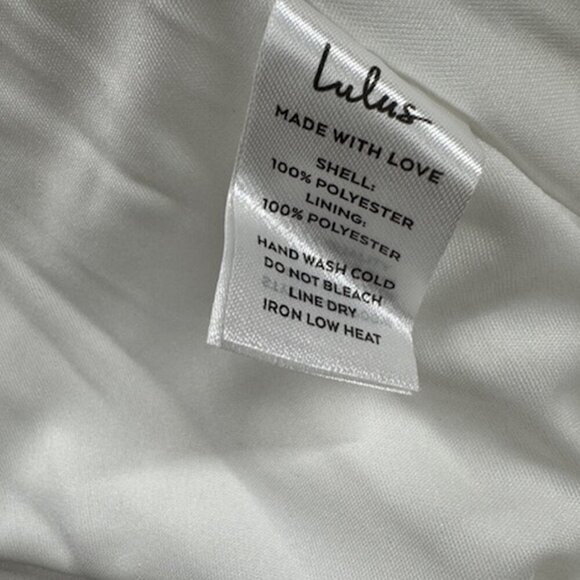 Lulus
MADE WITH LOVE
SHELL:
100% POLYESTER
LINING:
100% POLYESTER
HAND WASH COLD
DO NOT BLEACH
LINE DRY
IRON LOW HEAT